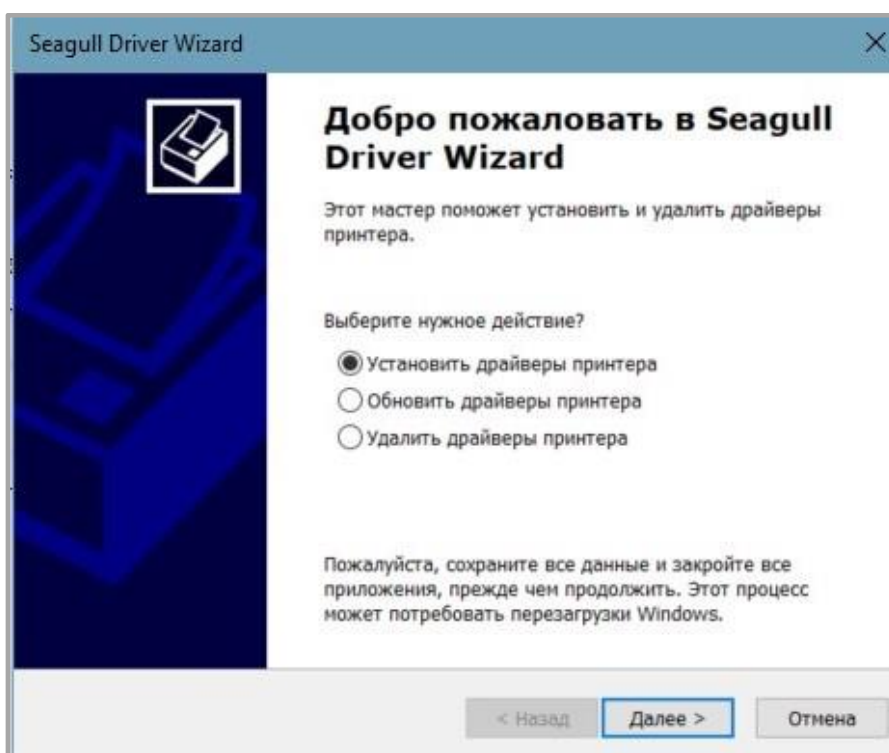 Seagull Driver Wizard
Добро пожаловать в Seagull
Driver Wizard
Этот мастер поможет установить и удалить драйверы
принтера.
Выберите нужное действие?
Установить драйверы принтера
Обновить драйверы принтера
Удалить драйверы принтера
Пожалуйста, сохраните все данные и закройте все
приложения, прежде чем продолжить. Этот процесс
может потребовать перезагрузки Windows.
< Назад Далее > Отмена